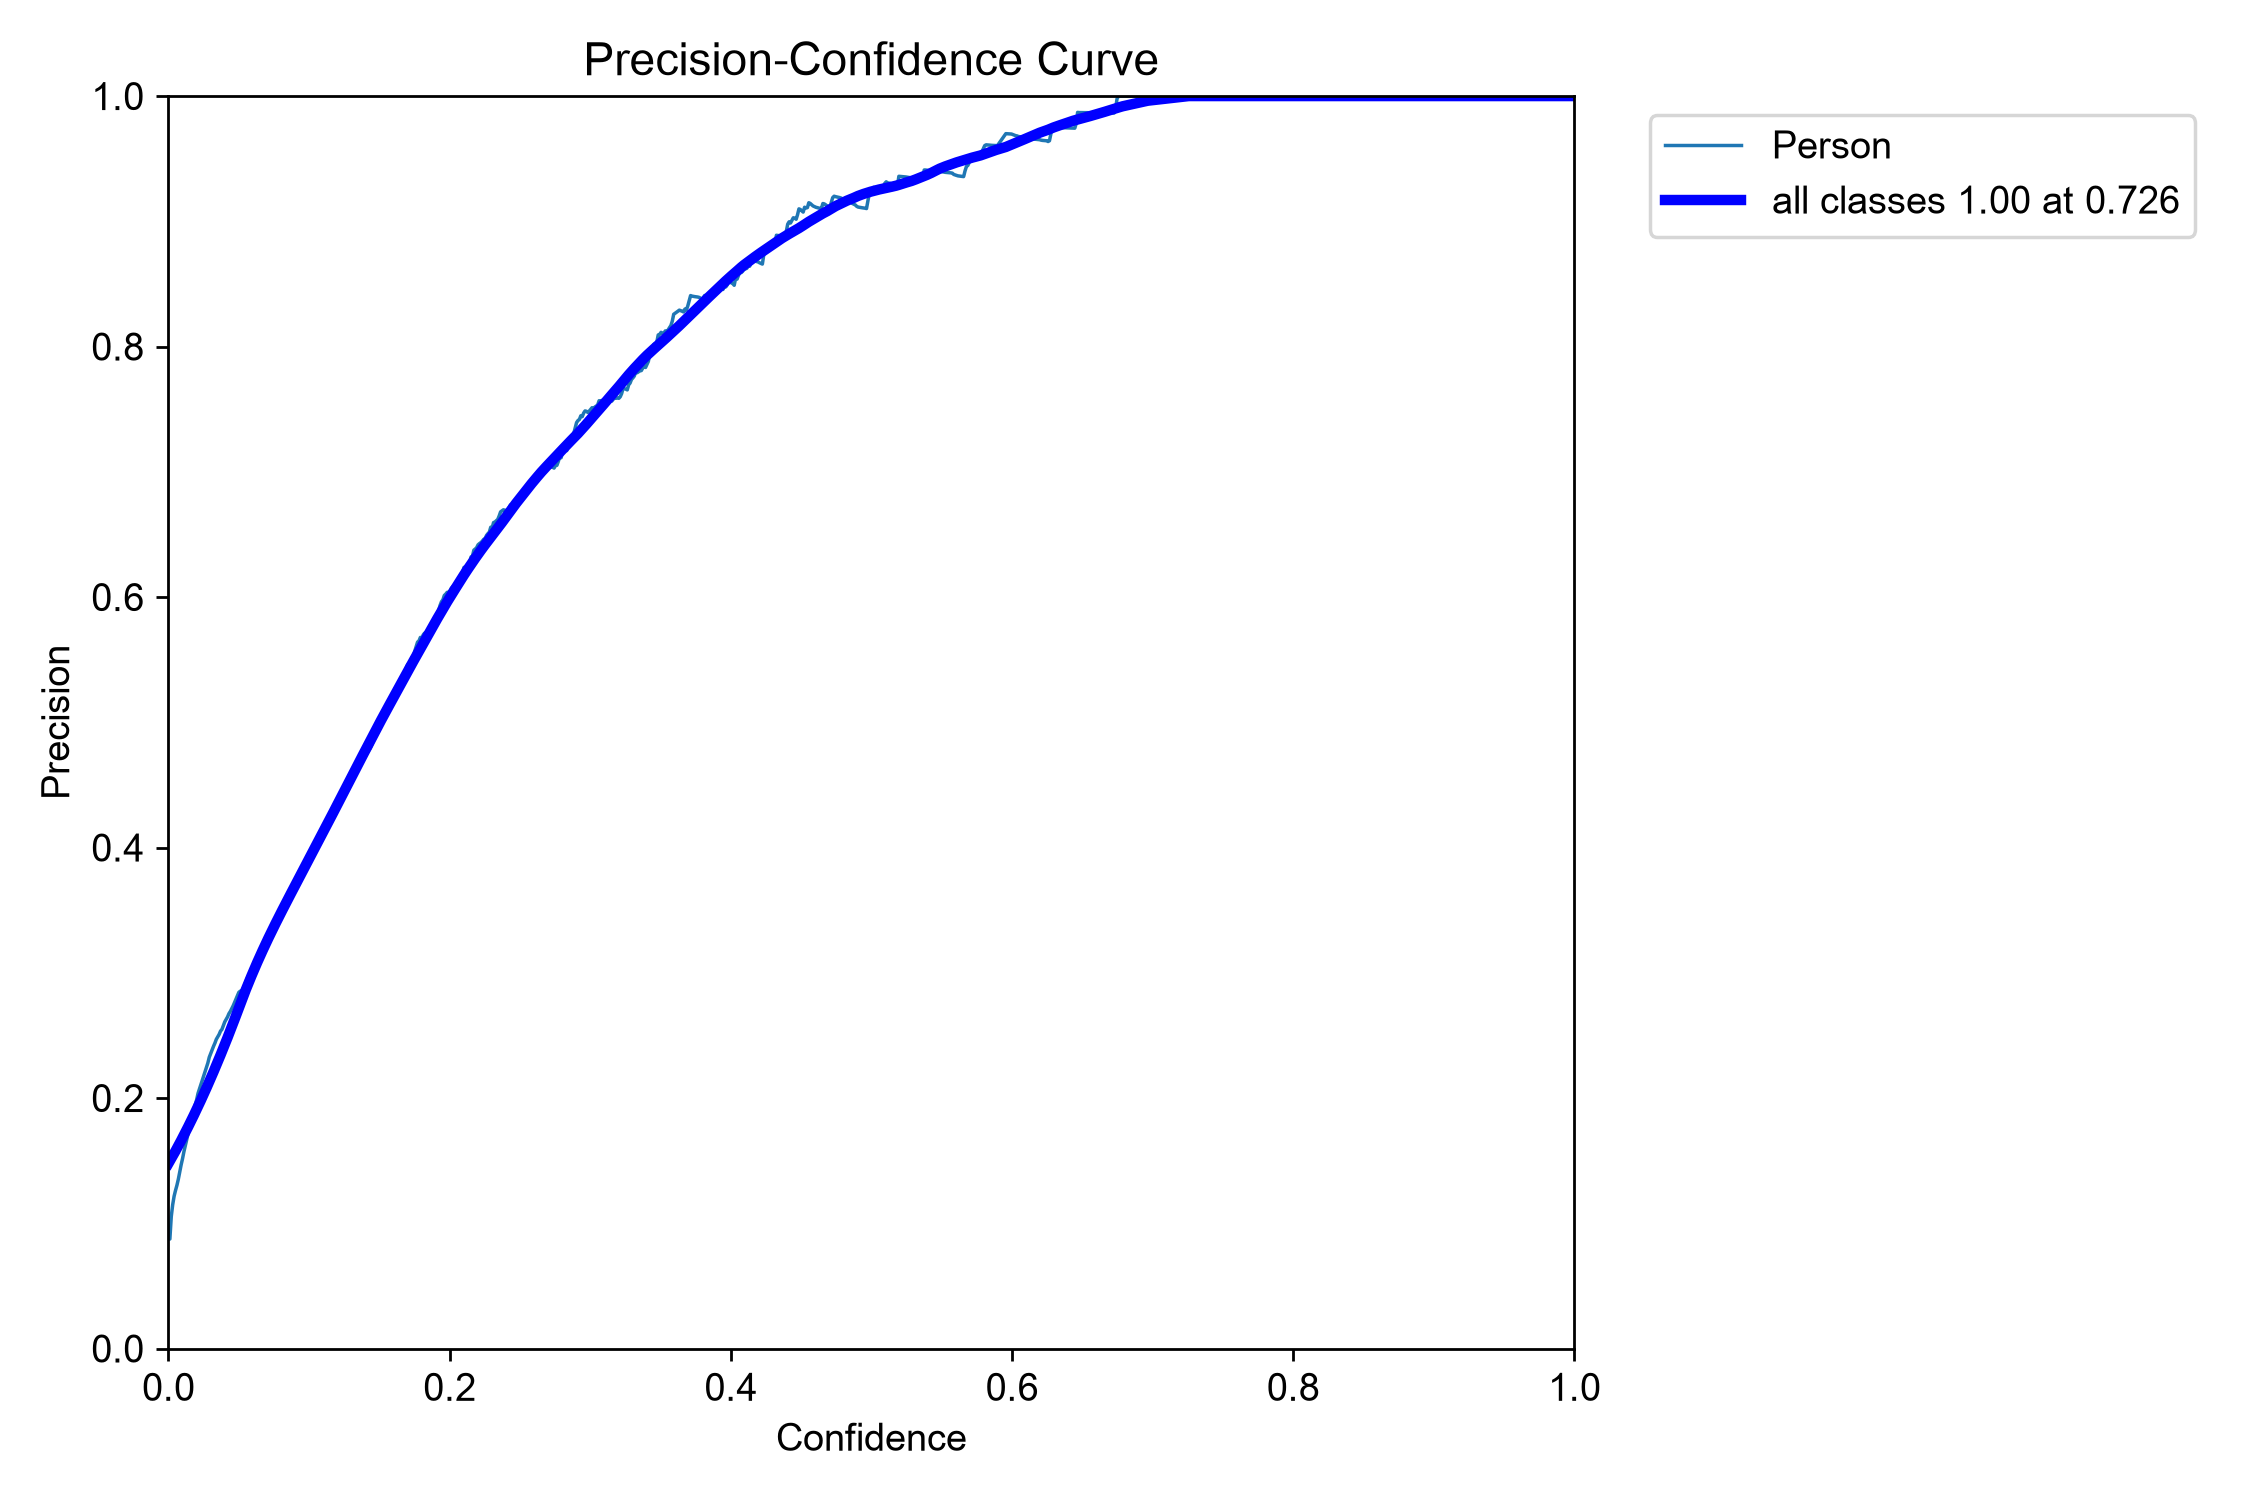 Precision-Confidence Curve
1.0
0.8
0.6
0.4
0.2
0.0
Precision
0.0 0.2 0.4 0.6 0.8 1.0
Confidence
Person
all classes 1.00 at 0.726